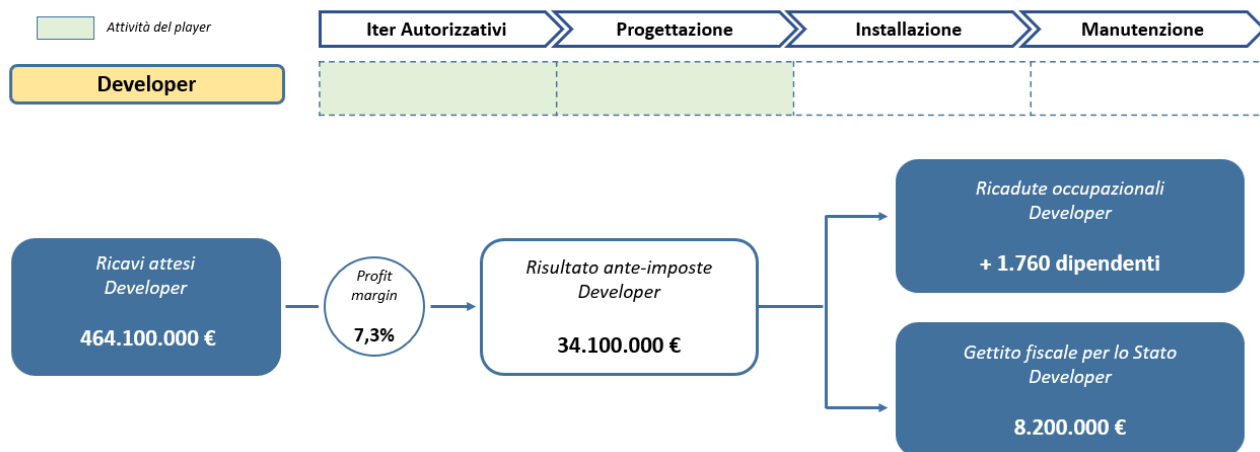 Attività del player
Iter Autorizzativi
Progettazione
Installazione
Manutenzione
Developer
Ricavi attesi
Developer
464.100.000 €
Profit
margin
7,3%
Risultato ante-imposte
Developer
34.100.000 €
Ricadute occupazionali
Developer
+ 1.760 dipendenti
Gettito fiscale per lo Stato
Developer
8.200.000 €